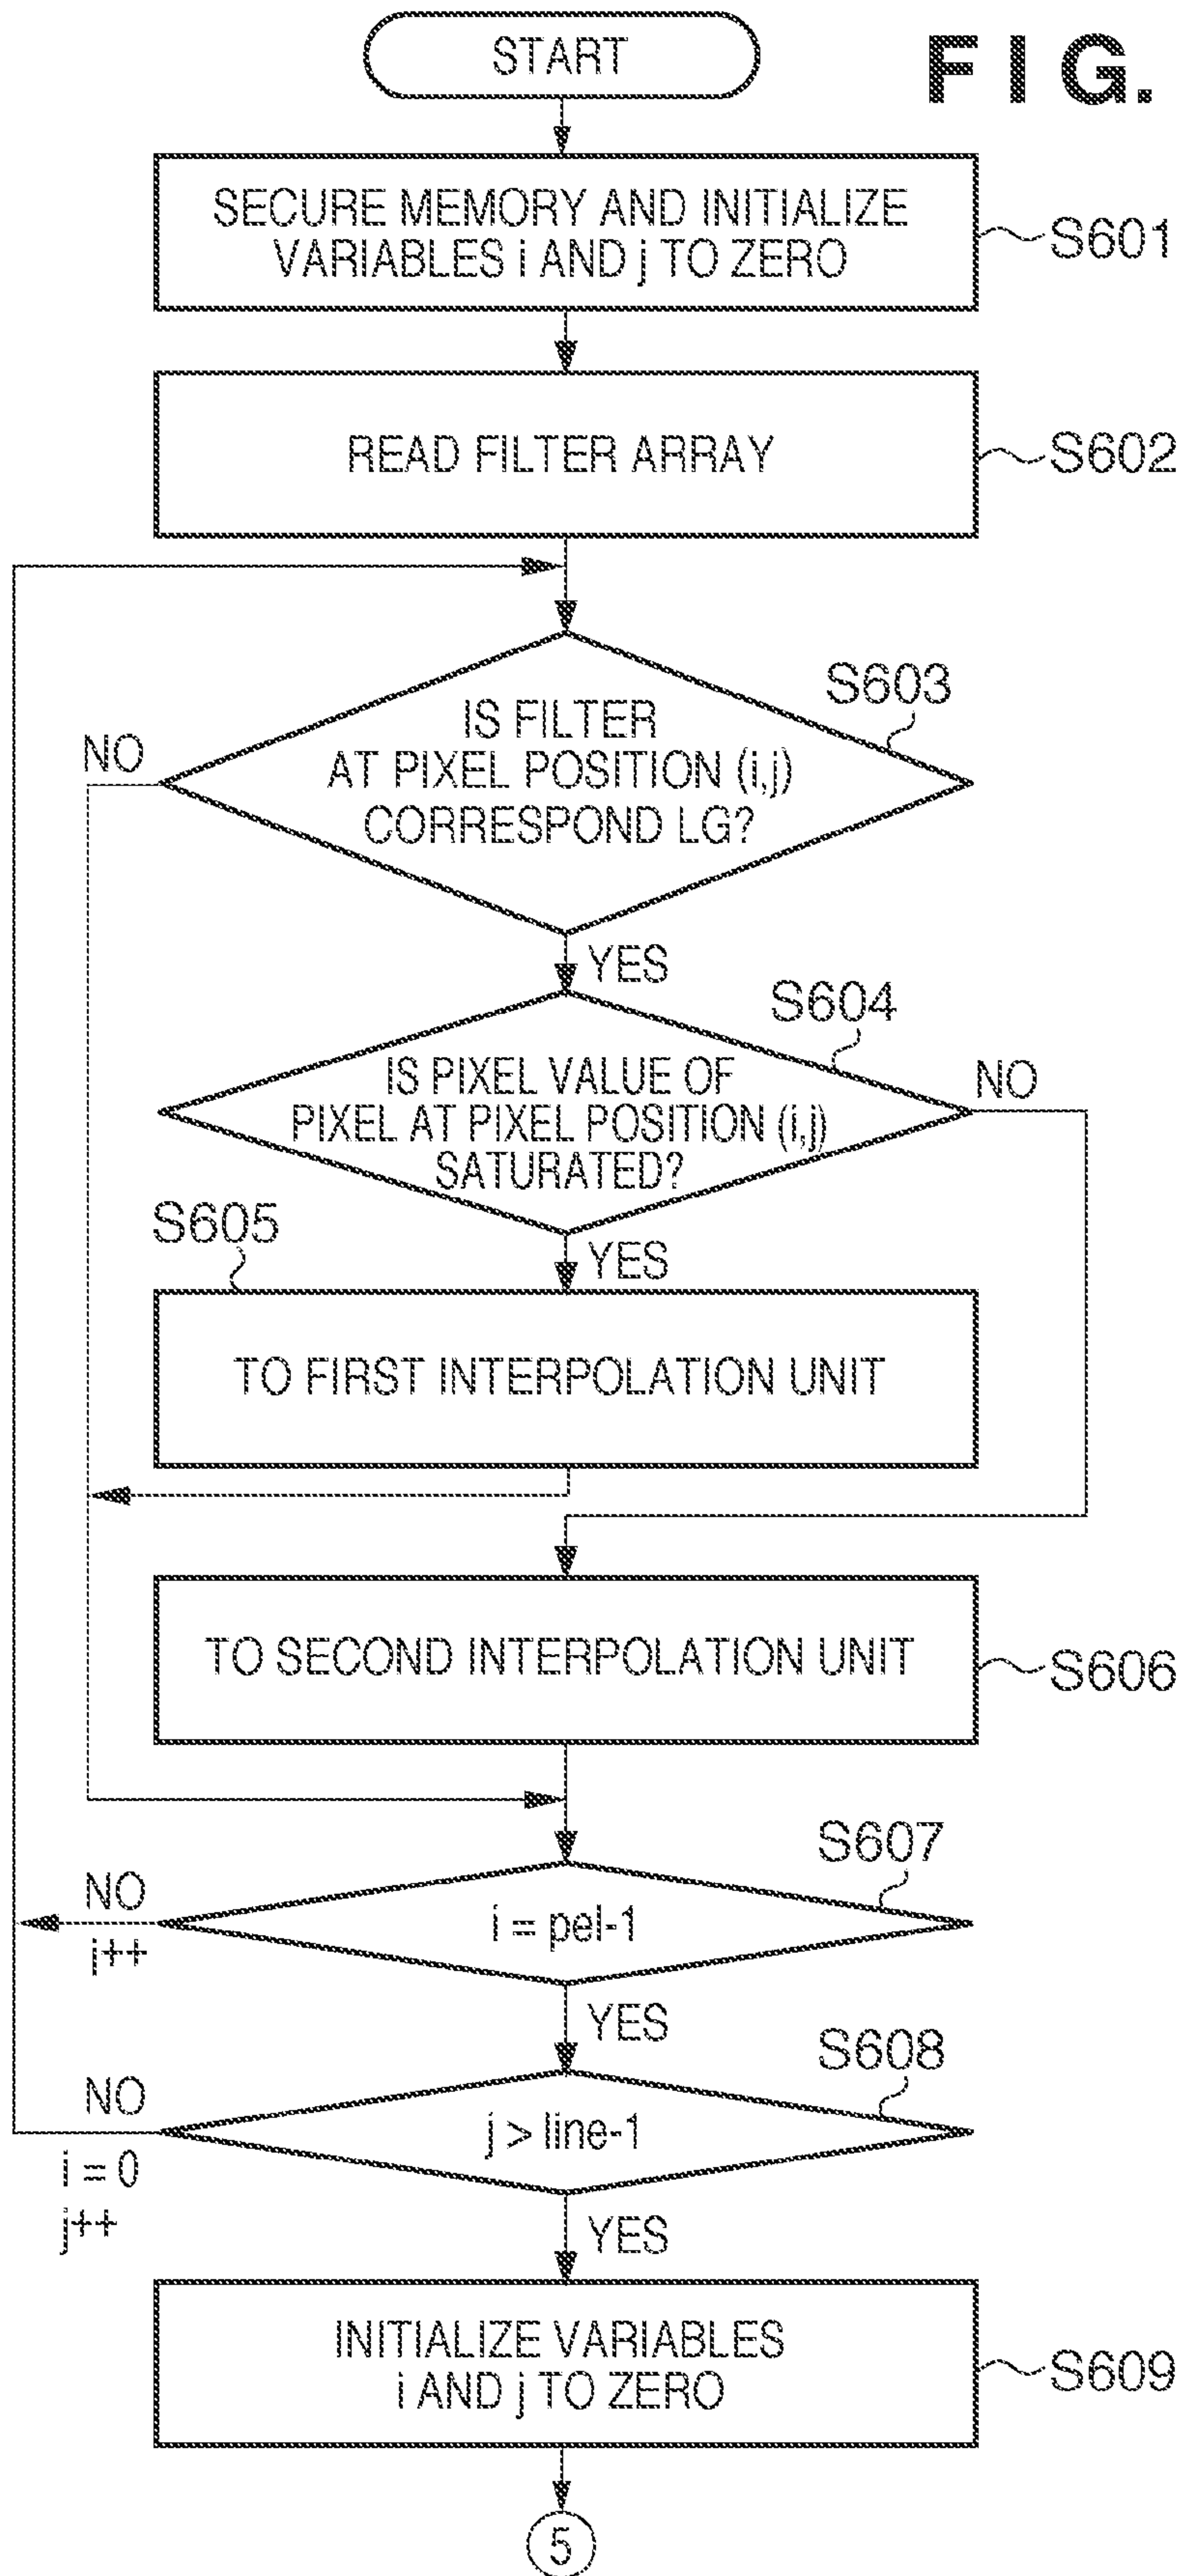 START
FIG.
SECURE MEMORY AND INITIALIZE
VARIABLES i AND j TO ZERO
S601
READ FILTER ARRAY
S602
S603
IS FILTER
AT PIXEL POSITION (i,j)
CORRESPOND LG?
NO
YES
S604
IS PIXEL VALUE OF
PIXEL AT PIXEL POSITION (i,j)
SATURATED?
NO
S605
YES
TO FIRST INTERPOLATION UNIT
TO SECOND INTERPOLATION UNIT
S606
S607
NO
i = pel-1
i++
YES
S608
NO
j > line-1
i = 0
j++
YES
INITIALIZE VARIABLES
i AND j TO ZERO
S609
5